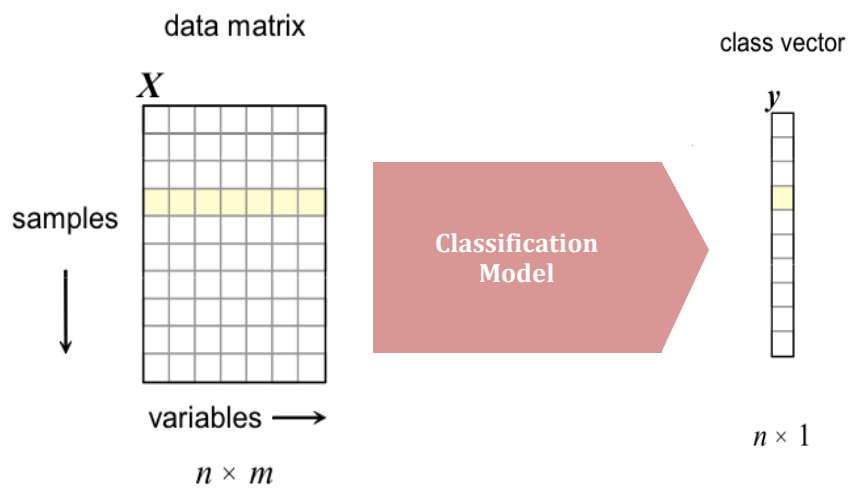 data matrix
class vector
X
y
samples
Classification
Model
variables
n × m
n × 1